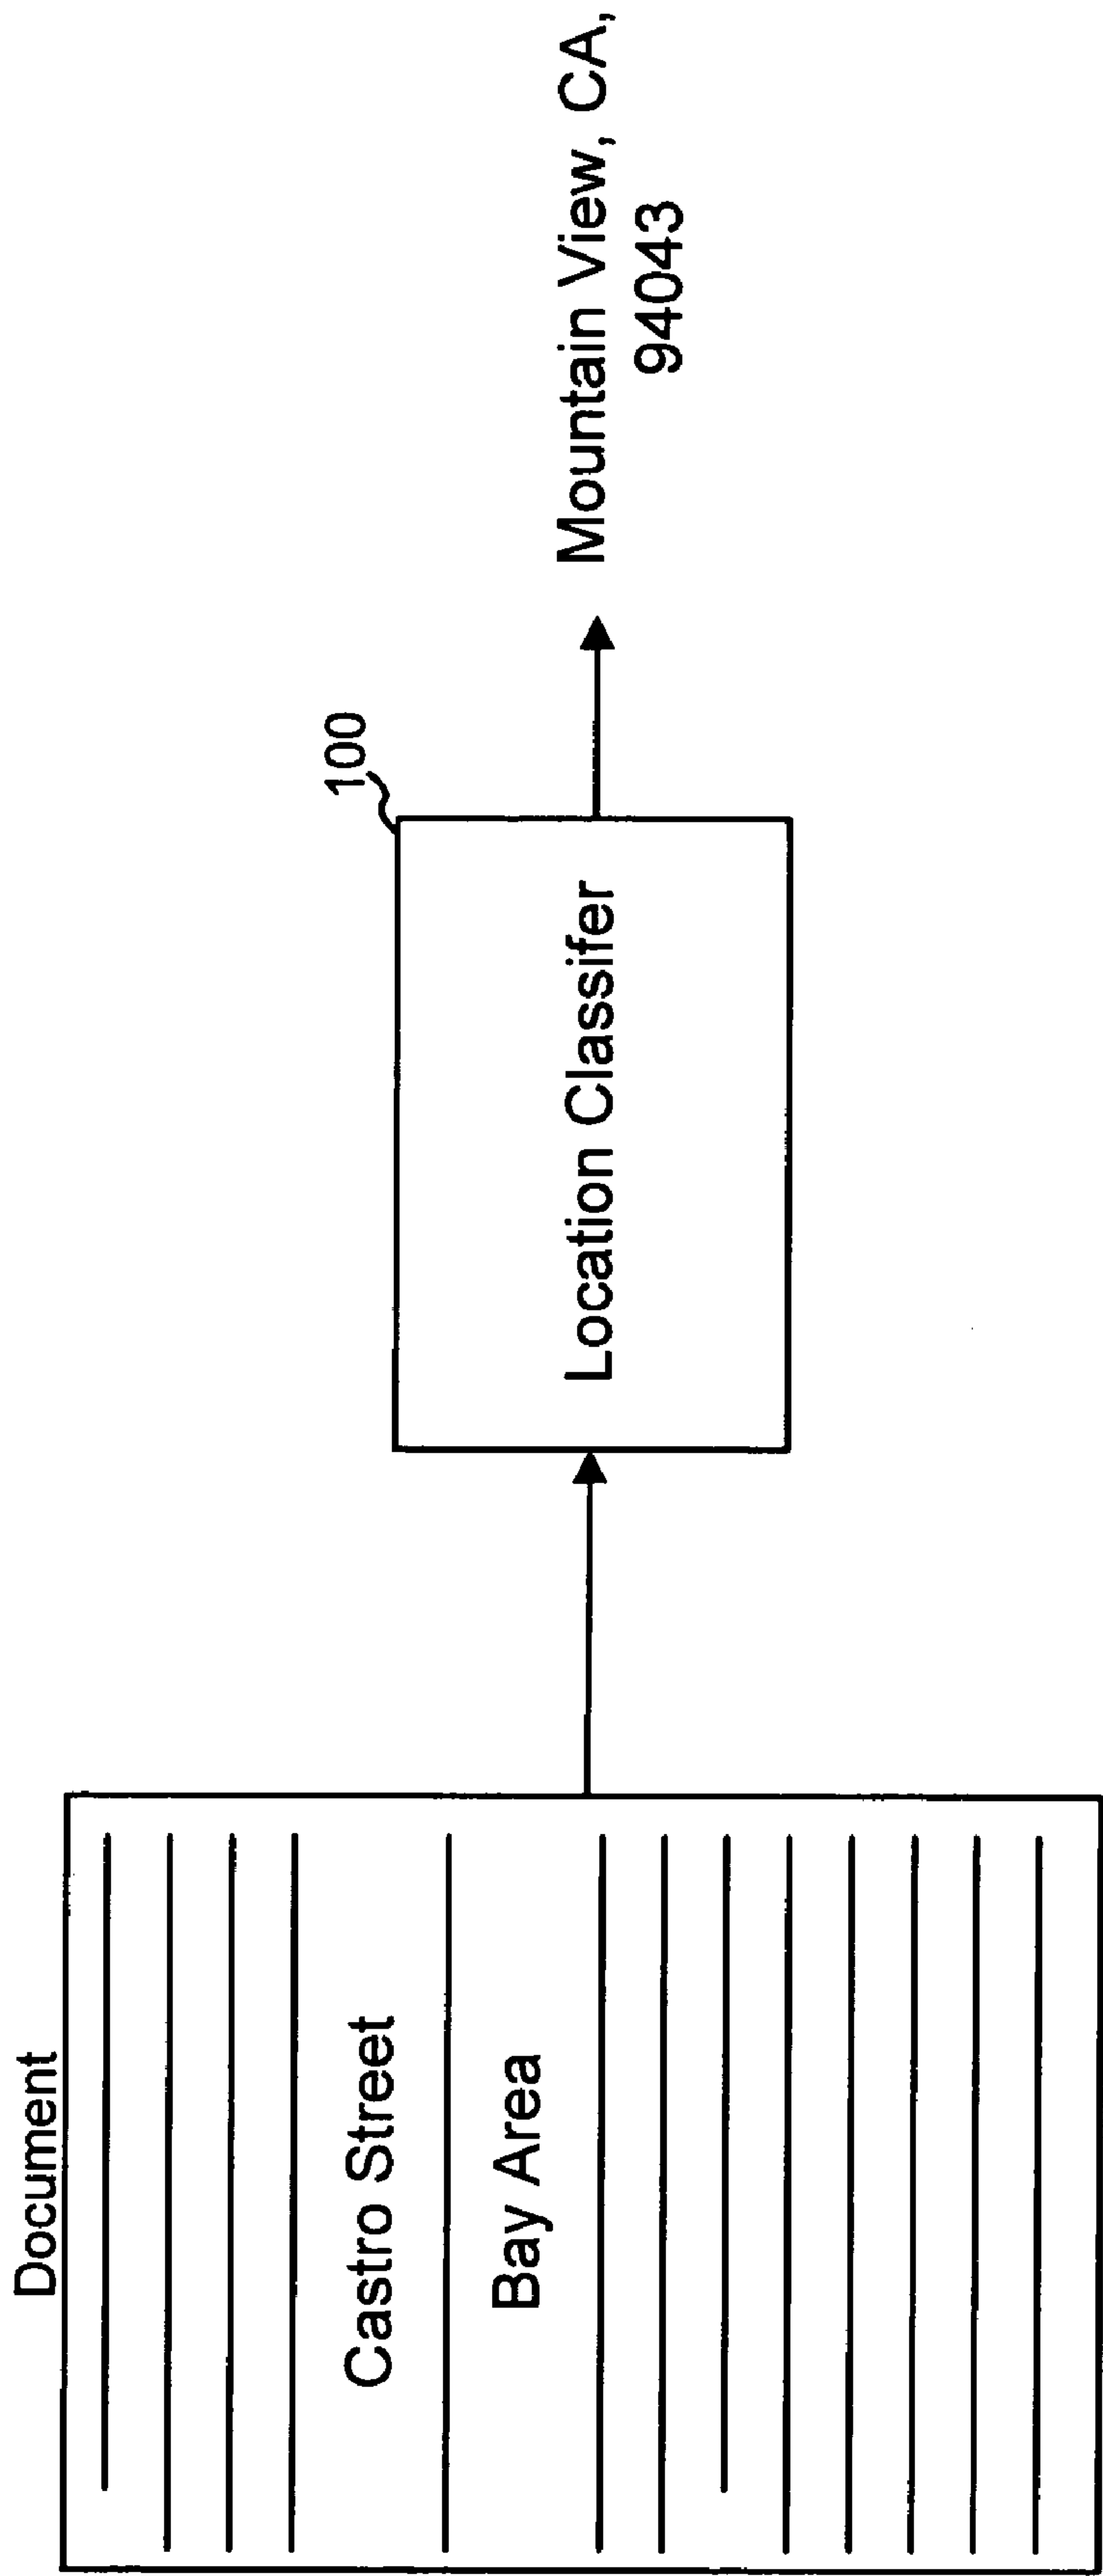 Document
Castro Street
Bay Area
100
Location Classifer
Mountain View, CA,
94043